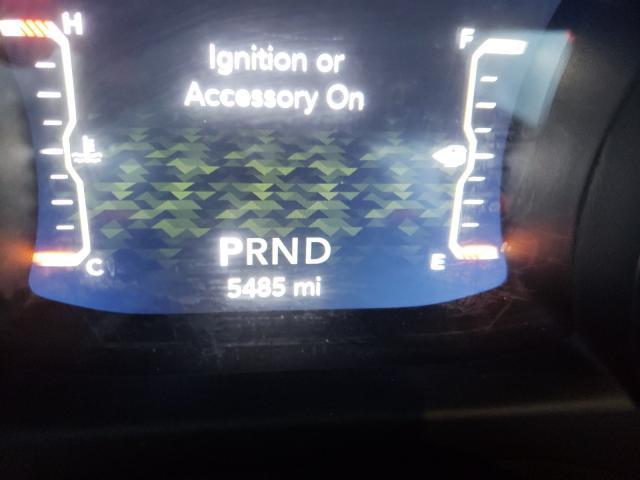 H
F
Ignition or
Accessory On
C
PRND
E
5485 mi